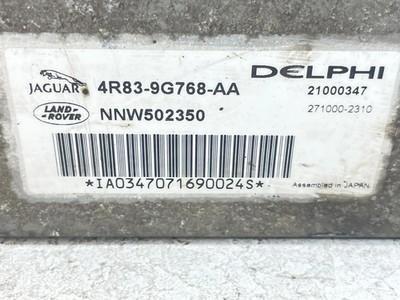 JAGUAR 4R83-9G768-AA DELPHI
21000347
LAND-ROVER NNW502350 271000-2310
*IA0347071690024S* Assembled in JAPAN